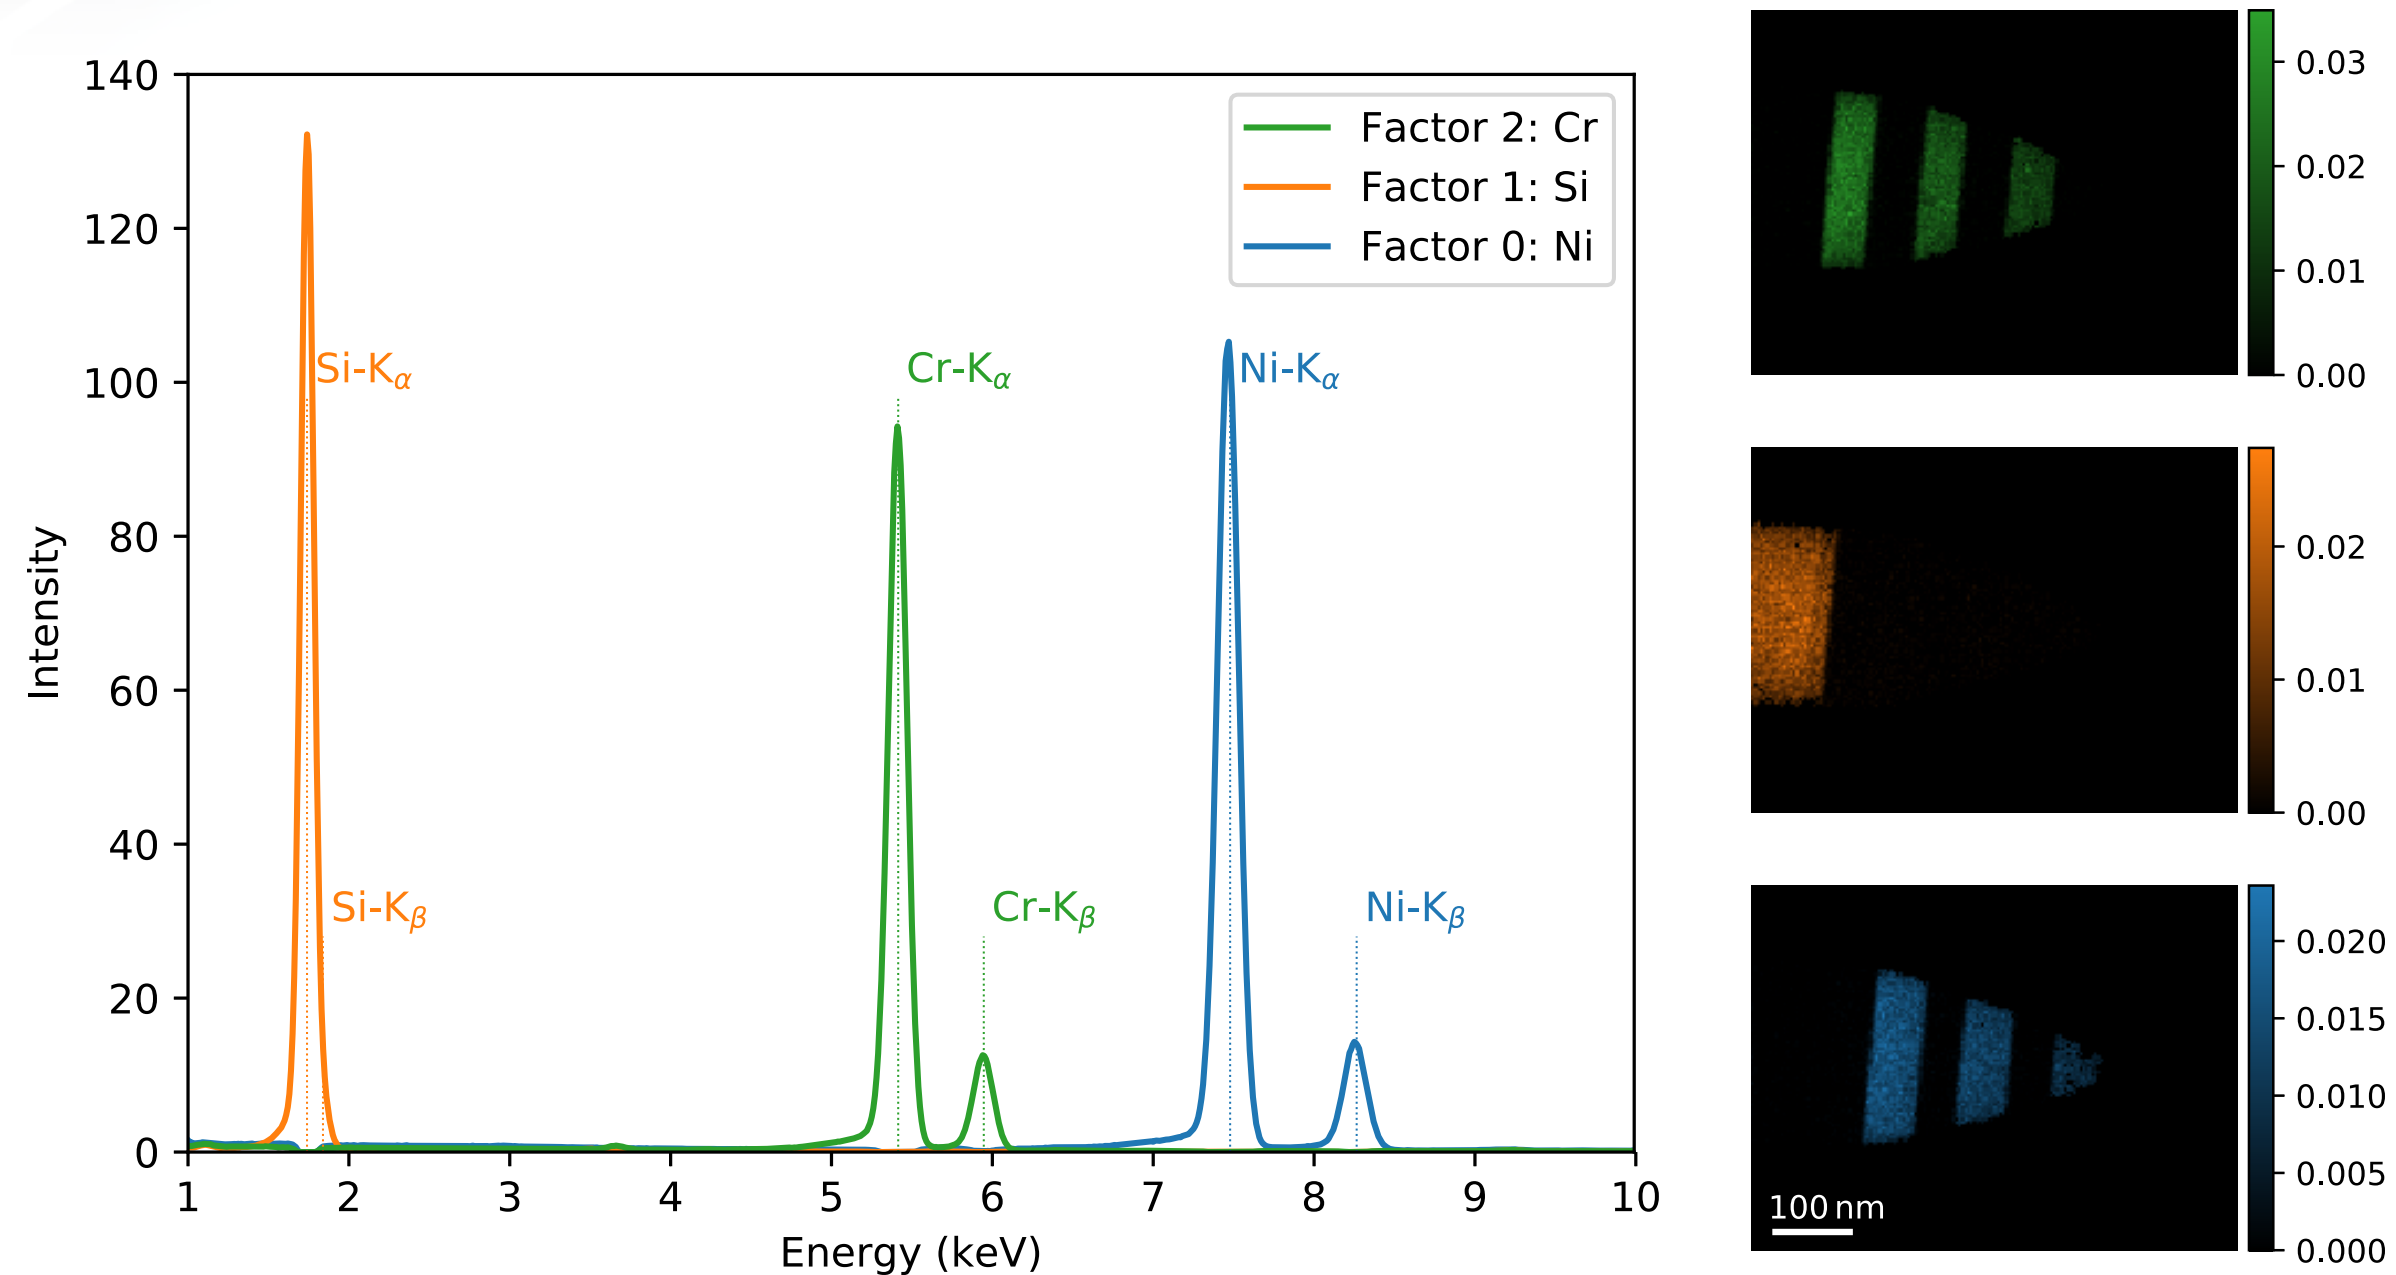 140
120
100
80
60
40
20
0
Intensity
1 2 3 4 5 6 7 8 9 10
Energy (keV)
Factor 2: Cr
Factor 1: Si
Factor 0: Ni
Si-Kα
Cr-Kα
Ni-Kα
Si-Kβ
Cr-Kβ
Ni-Kβ
0.03
0.02
0.01
0.00
0.02
0.01
0.00
0.020
0.015
0.010
0.005
0.000
100 nm